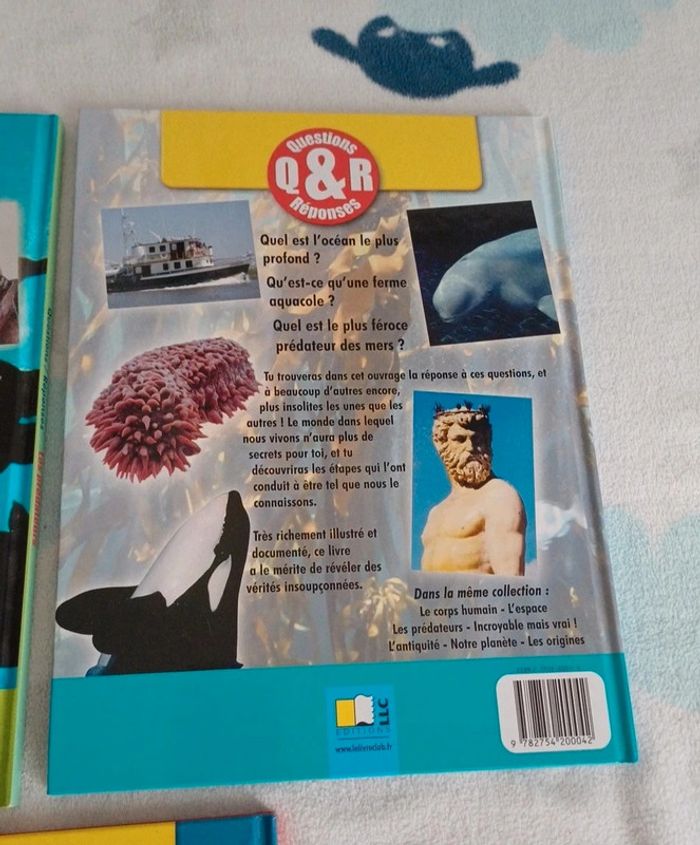 Questions
Q&R
Réponses
Quel est l'océan le plus
profond ?
Qu'est-ce qu'une ferme
aquacole ?
Quel est le plus féroce
prédateur des mers ?
Tu trouveras dans cet ouvrage la réponse à ces questions, et
à beaucoup d'autres encore,
plus insolites les unes que les
autres ! Le monde dans lequel
nous vivons n'aura plus de
secrets pour toi, et tu
découvriras les étapes qui l'ont
conduit à être tel que nous le
connaissons.
Très richement illustré et
documenté, ce livre
a le mérite de révéler des
vérités insoupçonnées.
Dans la même collection :
Le corps humain - L'espace
Les prédateurs - Incroyable mais vrai !
L'antiquité - Notre planète - Les origines
EDITIONS
LLC
www.lelivreclub.fr
9 782754 200042
Questions / Réponses